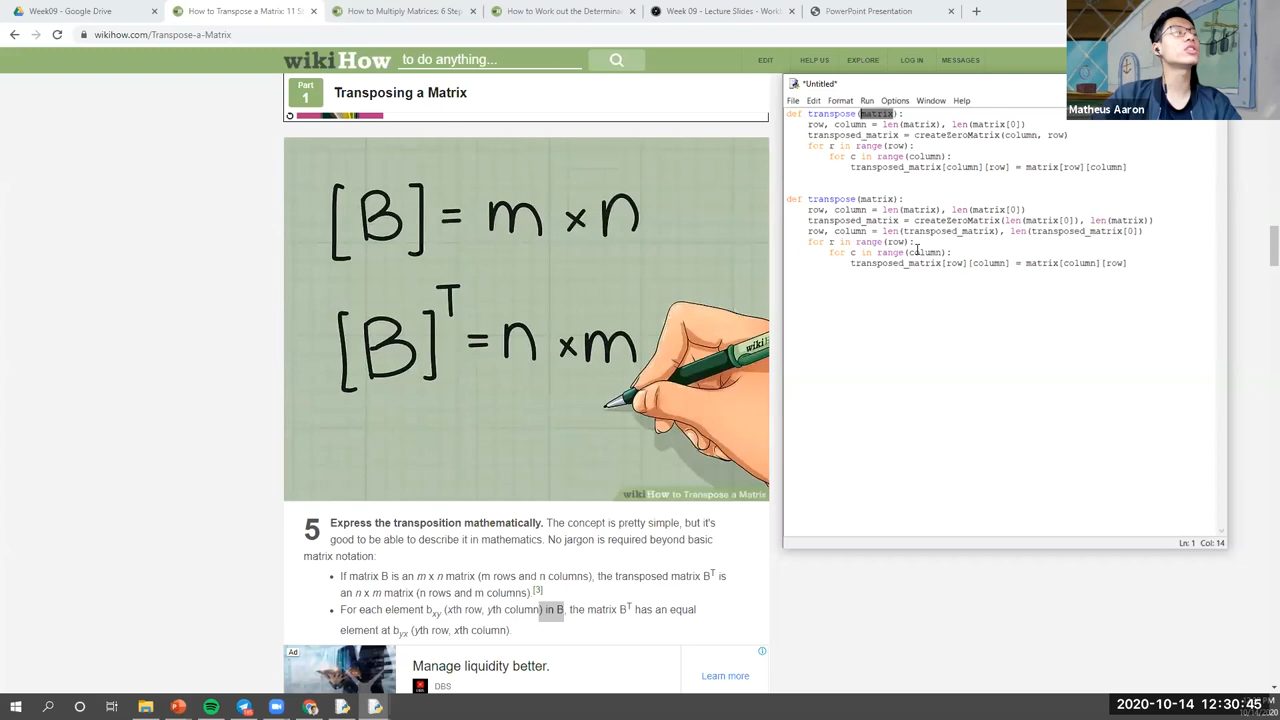 Week09 - Google Drive
How to Transpose a Matrix: 11 S
How to Multiply Matrices: 6 Step
How to Work out the Determina
Week 09 - Lecture Slides - Work
PowerPoint Presentation
wikihow.com/Transpose-a-Matrix
wikiHow to do anything...
EDIT HELP US EXPLORE LOG IN MESSAGES
Part
1
Transposing a Matrix
[B] = m × n
[B]T = n × m
wiki
wikiHow to Transpose a Matrix
5 Express the transposition mathematically. The concept is pretty simple, but it's
good to be able to describe it in mathematics. No jargon is required beyond basic
matrix notation:
If matrix B is an m x n matrix (m rows and n columns), the transposed matrix BT is
an n x m matrix (n rows and m columns).[3]
For each element bxy (xth row, yth column) in B, the matrix BT has an equal
element at byx (yth row, xth column).
Ad
Manage liquidity better.
DBS
Learn more
*Untitled*
File Edit Format Run Options Window Help
def transpose(matrix):
row, column = len(matrix), len(matrix[0])
transposed_matrix = createZeroMatrix(column, row)
for r in range(row):
for c in range(column):
transposed_matrix[column][row] = matrix[row][column]
def transpose(matrix):
row, column = len(matrix), len(matrix[0])
transposed_matrix = createZeroMatrix(len(matrix[0]), len(matrix))
row, column = len(transposed_matrix), len(transposed_matrix[0])
for r in range(row):
for c in range(column):
transposed_matrix[row][column] = matrix[column][row]
Ln: 1 Col: 14
Matheus Aaron
2020-10-14 12:30:45